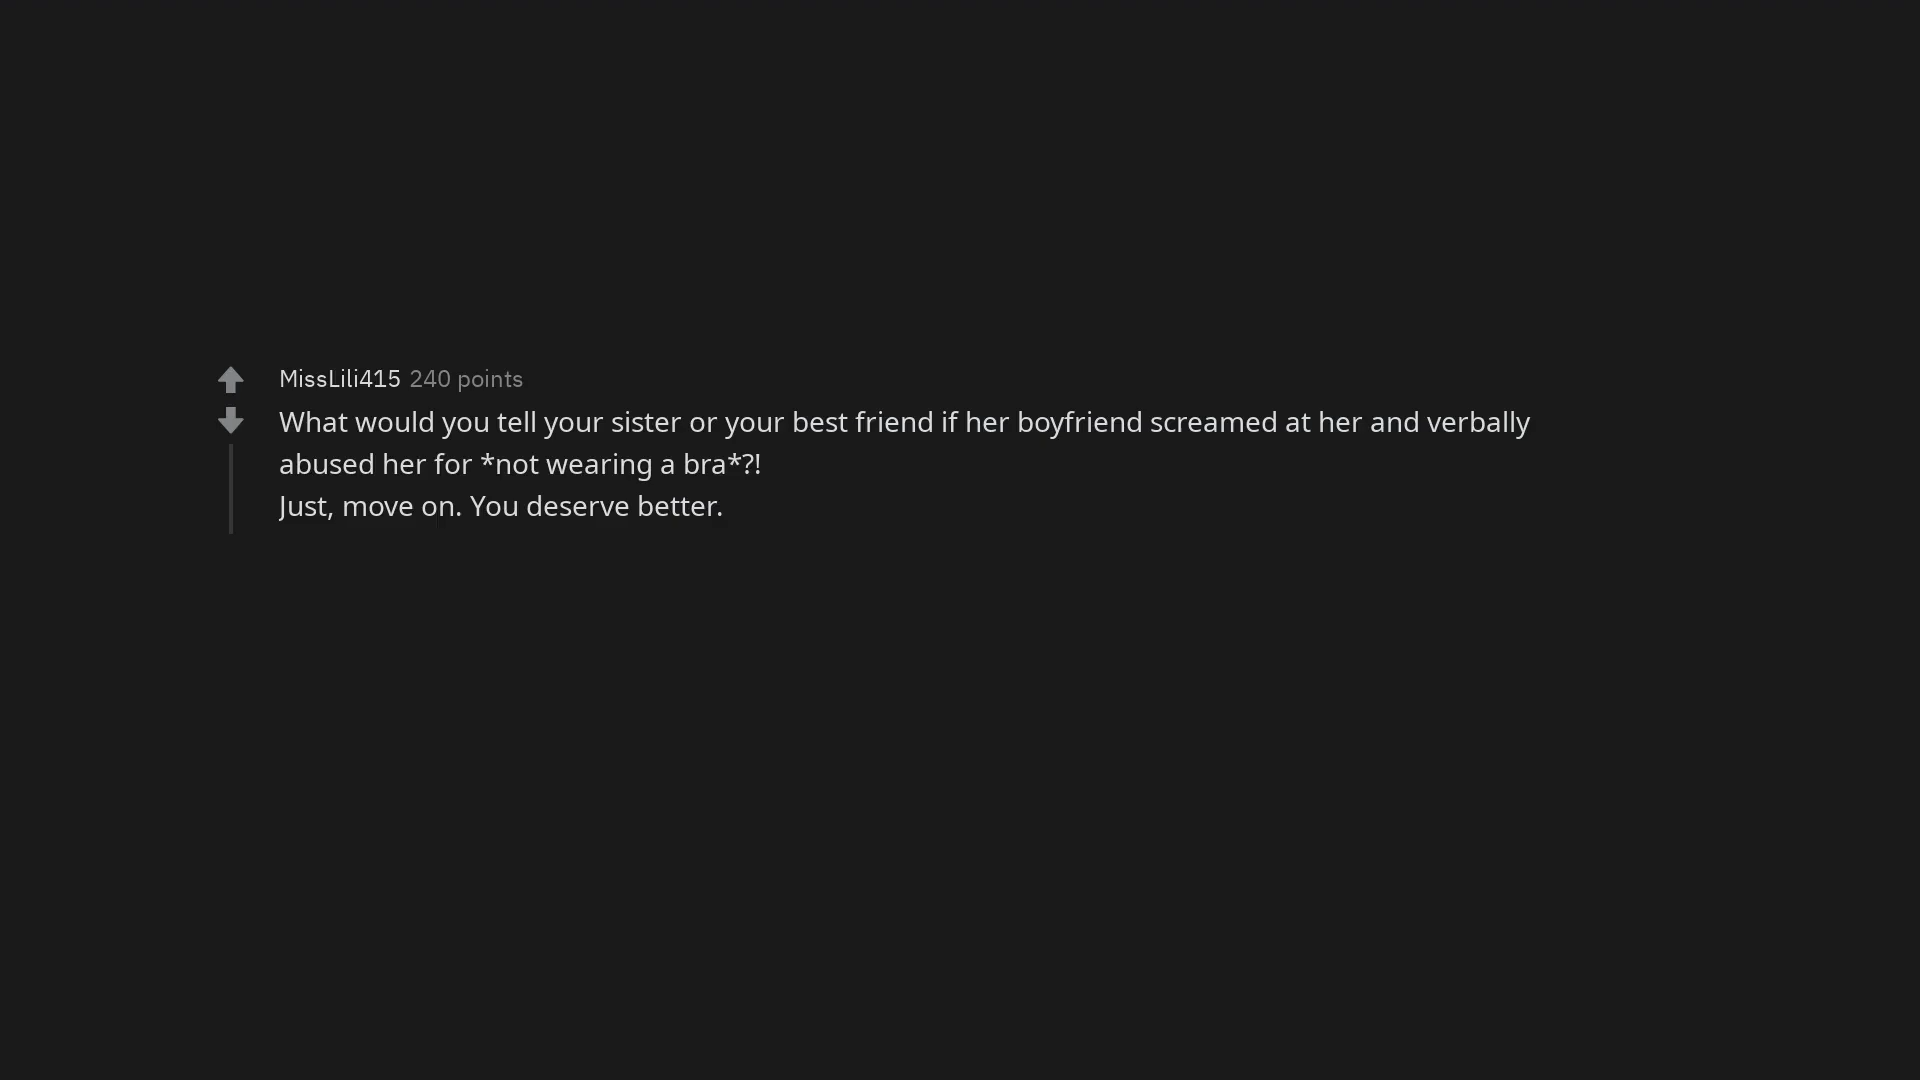 MissLili415 240 points
What would you tell your sister or your best friend if her boyfriend screamed at her and verbally
abused her for *not wearing a bra*?!
Just, move on. You deserve better.